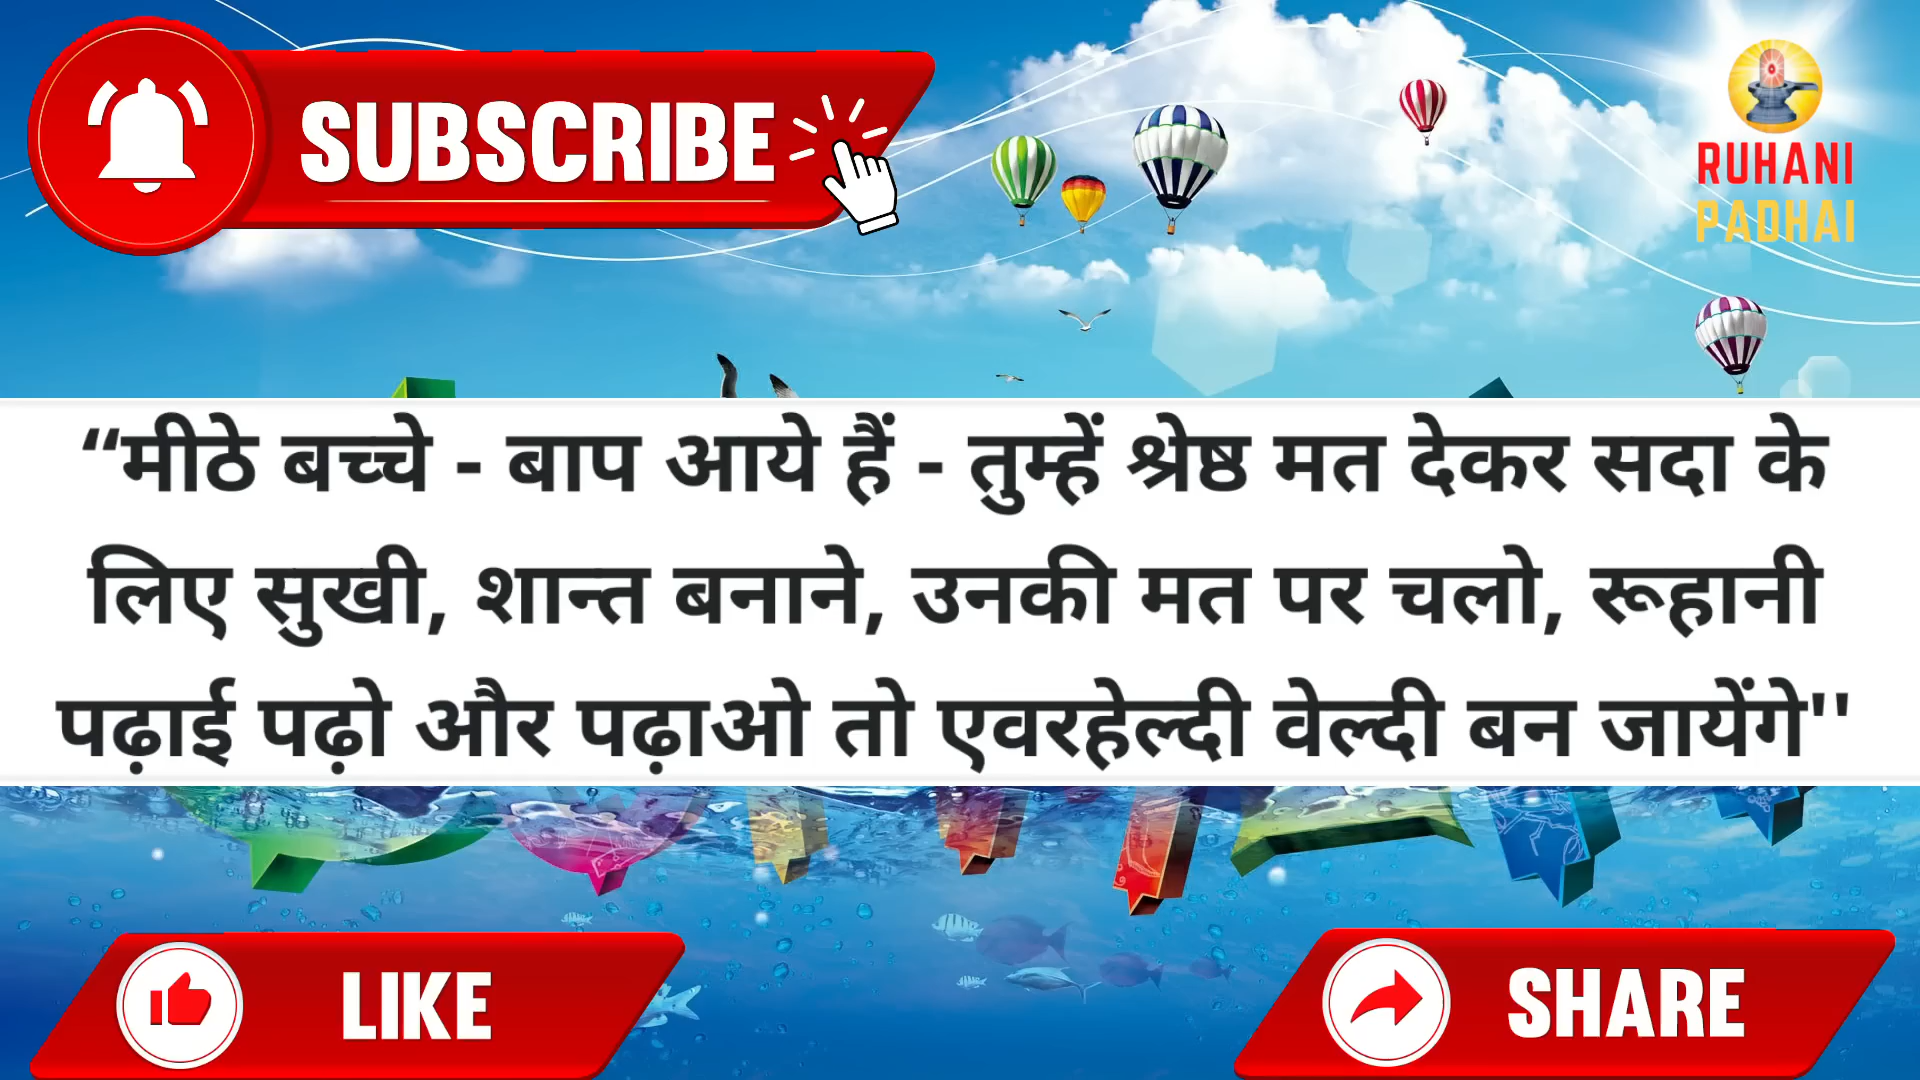 SUBSCRIBE
RUHANI
PADHAI
“मीठे बच्चे - बाप आये हैं - तुम्हें श्रेष्ठ मत देकर सदा के
लिए सुखी, शान्त बनाने, उनकी मत पर चलो, रूहानी
पढ़ाई पढ़ो और पढ़ाओ तो एवरहेल्दी वेल्दी बन जायेंगे''
LIKE
SHARE